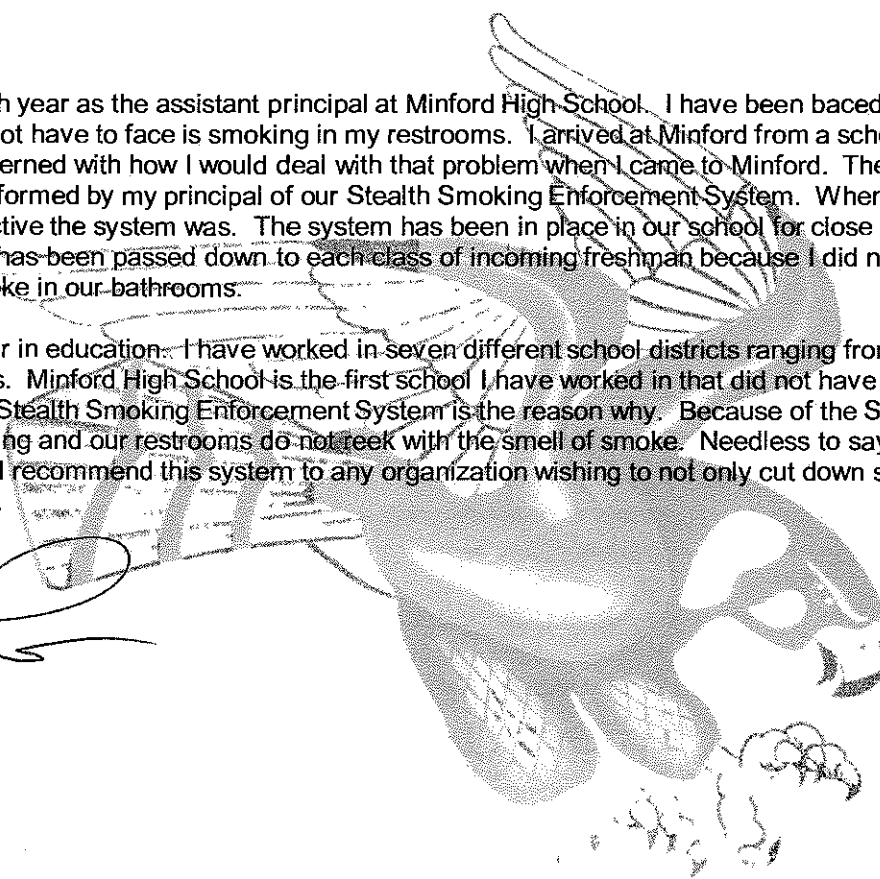 h year as the assistant principal at Minford High School.  I have been baced
ot have to face is smoking in my restrooms.  I arrived at Minford from a scho
erned with how I would deal with that problem when I came to Minford.  The
formed by my principal of our Stealth Smoking Enforcement System.  When
ctive the system was.  The system has been in place in our school for close
has been passed down to each class of incoming freshman because I did n
ke in our bathrooms.
r in education.  I have worked in seven different school districts ranging fror
s.  Minford High School is the first school I have worked in that did not have
Stealth Smoking Enforcement System is the reason why.  Because of the S
ng and our restrooms do not reek with the smell of smoke.  Needless to say
l recommend this system to any organization wishing to not only cut down s